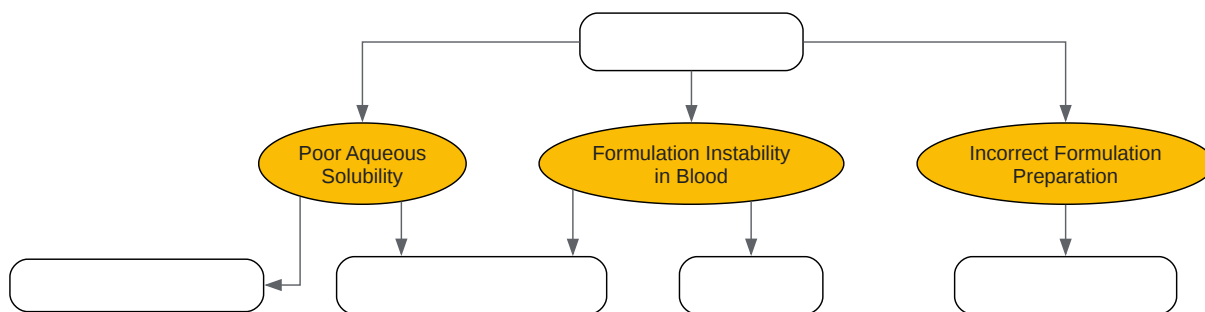 Poor Aqueous
Solubility
Formulation Instability
in Blood
Incorrect Formulation
Preparation